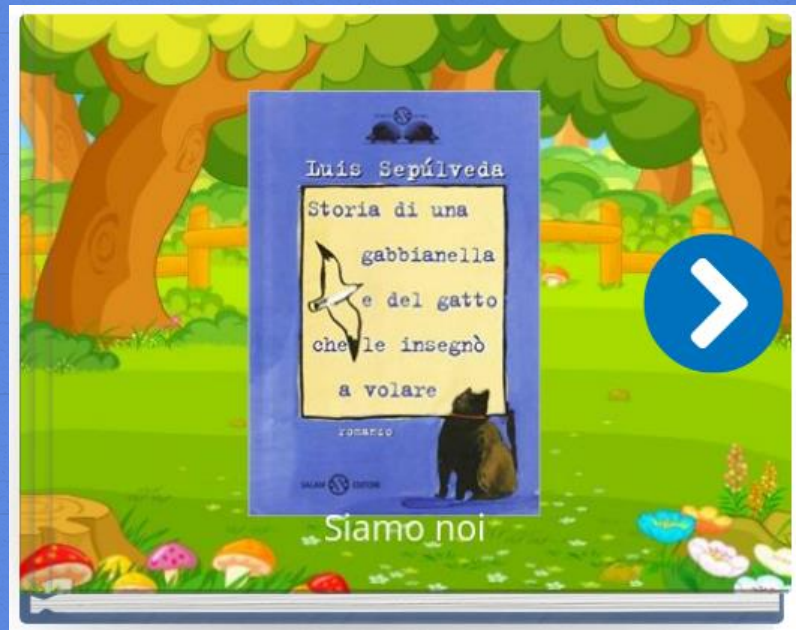 Luis Sepúlveda
Storia di una
gabbianella
e del gatto
che le insegnò
a volare
romanzo
SALANI EDITORE
Siamo noi